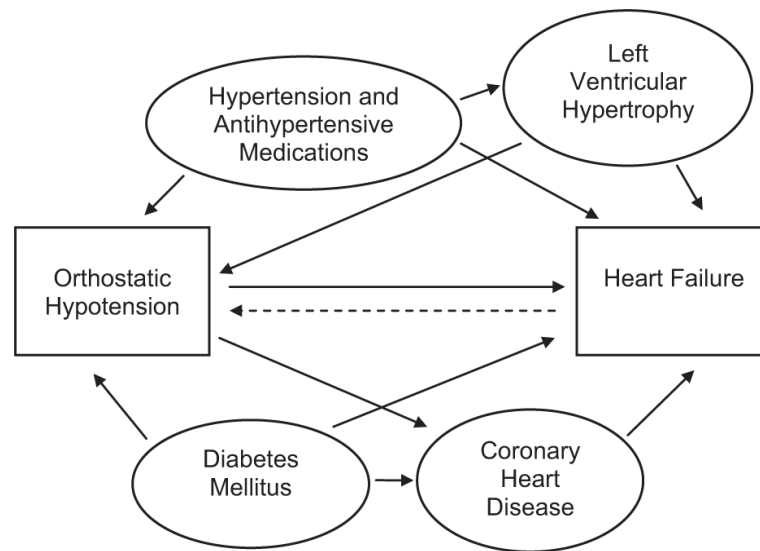 Left
Ventricular
Hypertrophy
Hypertension and
Antihypertensive
Medications
Orthostatic
Hypotension
Heart Failure
Diabetes
Mellitus
Coronary
Heart
Disease